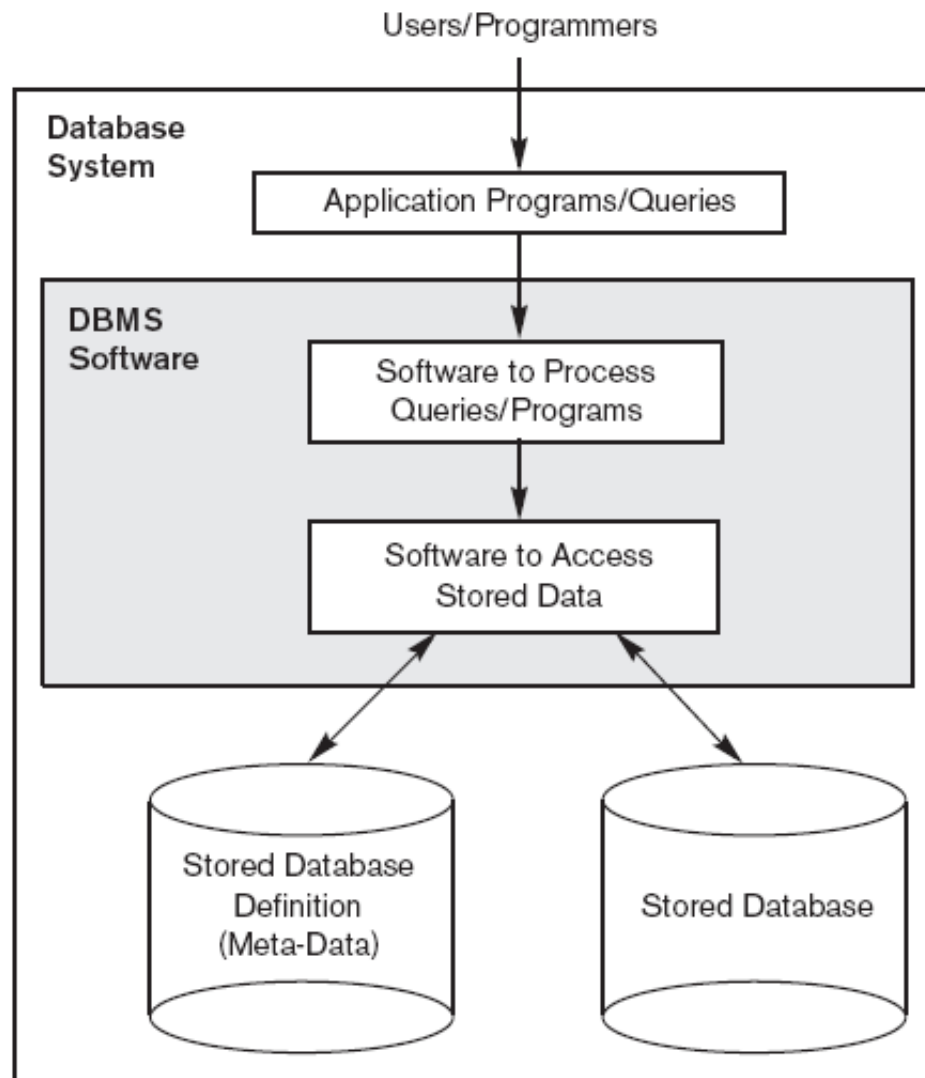 Users/Programmers
Database
System
Application Programs/Queries
DBMS
Software
Software to Process
Queries/Programs
Software to Access
Stored Data
Stored Database
Definition
(Meta-Data)
Stored Database